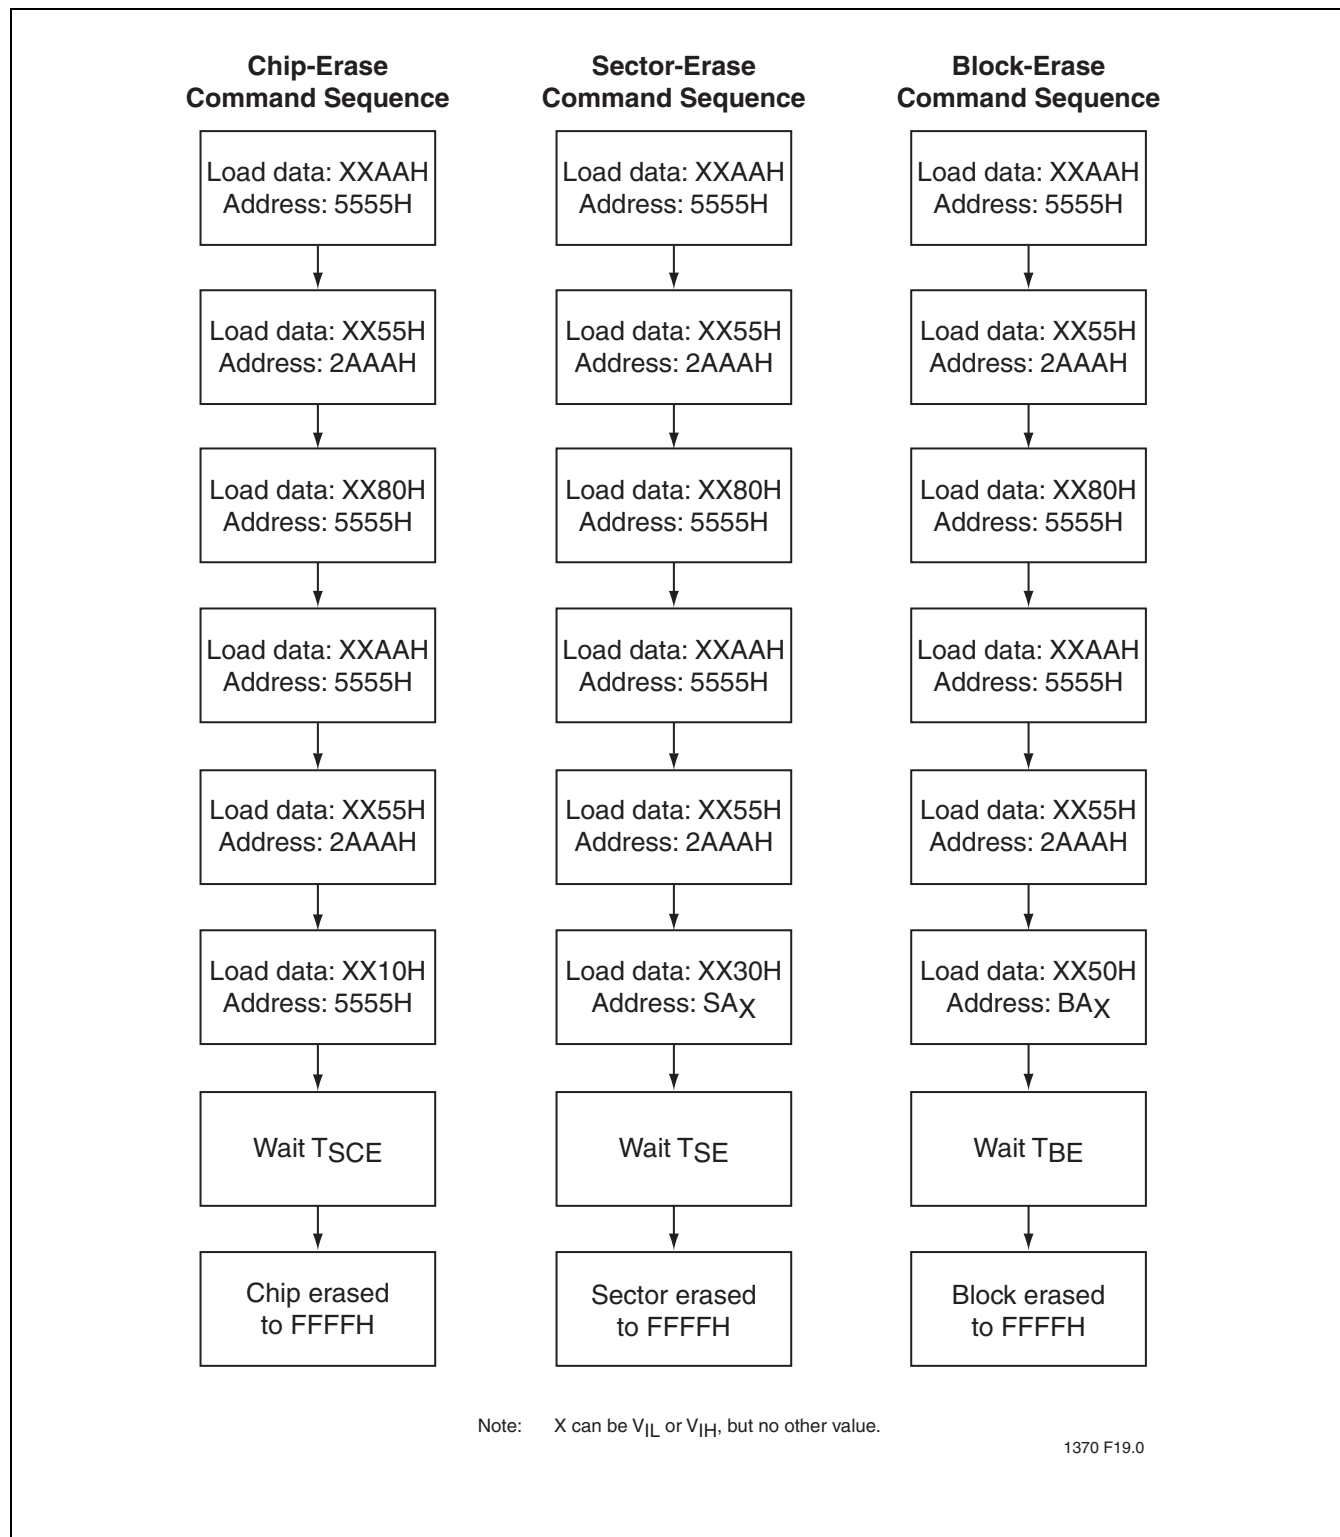 Chip-Erase
Command Sequence
Load data: XXAAH
Address: 5555H
Load data: XX55H
Address: 2AAAH
Load data: XX80H
Address: 5555H
Load data: XXAAH
Address: 5555H
Load data: XX55H
Address: 2AAAH
Load data: XX10H
Address: 5555H
Wait TSCE
Chip erased
to FFFFH
Sector-Erase
Command Sequence
Load data: XXAAH
Address: 5555H
Load data: XX55H
Address: 2AAAH
Load data: XX80H
Address: 5555H
Load data: XXAAH
Address: 5555H
Load data: XX55H
Address: 2AAAH
Load data: XX30H
Address: SAX
Wait TSE
Sector erased
to FFFFH
Block-Erase
Command Sequence
Load data: XXAAH
Address: 5555H
Load data: XX55H
Address: 2AAAH
Load data: XX80H
Address: 5555H
Load data: XXAAH
Address: 5555H
Load data: XX55H
Address: 2AAAH
Load data: XX50H
Address: BAX
Wait TBE
Block erased
to FFFFH
Note: X can be VIL or VIH, but no other value.
1370 F19.0